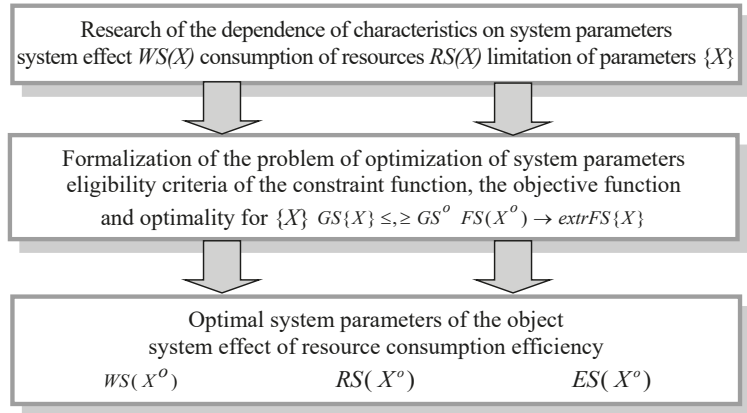 Research of the dependence of characteristics on system parameters
system effect WS(X) consumption of resources RS(X) limitation of parameters {X}
Formalization of the problem of optimization of system parameters
eligibility criteria of the constraint function, the objective function
and optimality for {X} GS{X} ≤,≥ GS^o FS(X^o) → extrFS{X}
Optimal system parameters of the object
system effect of resource consumption efficiency
WS(X^o) RS(X^o) ES(X^o)